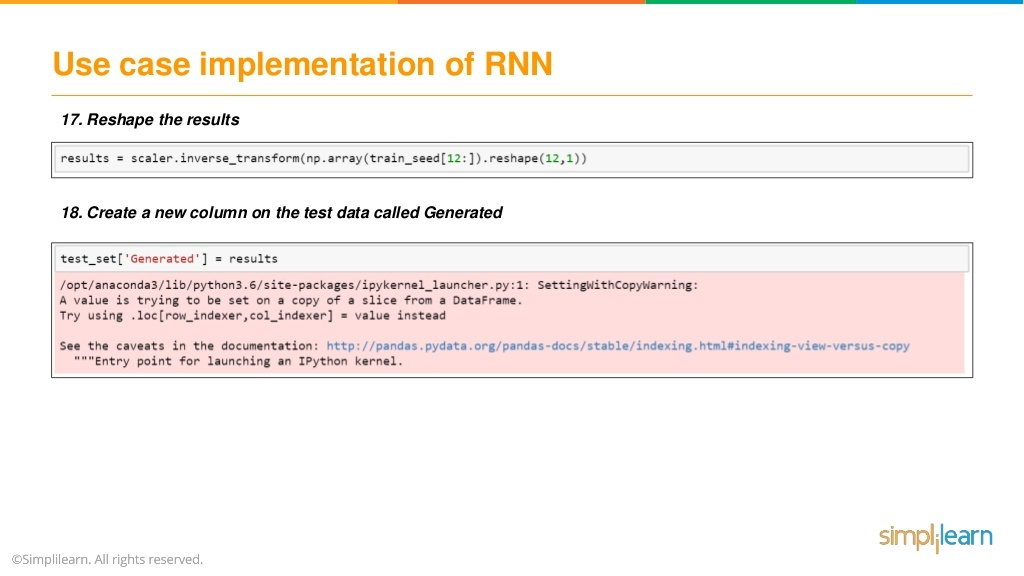 Use case implementation of RNN
17. Reshape the results
results = scaler.inverse_transform(np.array(train_seed[12:]).reshape(12,1))
18. Create a new column on the test data called Generated
test_set['Generated'] = results
/opt/anaconda3/lib/python3.6/site-packages/ipykernel_launcher.py:1: SettingWithCopyWarning:
A value is trying to be set on a copy of a slice from a DataFrame.
Try using .loc[row_indexer,col_indexer] = value instead
See the caveats in the documentation: http://pandas.pydata.org/pandas-docs/stable/indexing.html#indexing-view-versus-copy
"""Entry point for launching an IPython kernel.
simplilearn
©Simplilearn. All rights reserved.